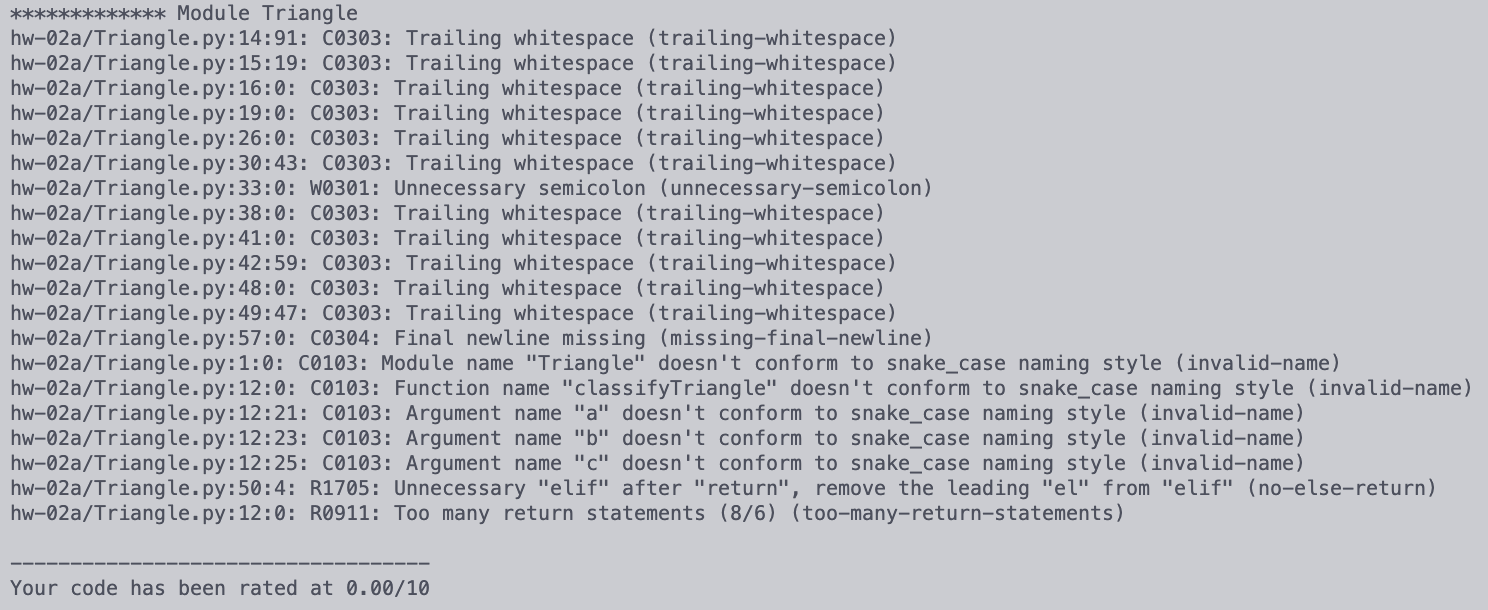 ************* Module Triangle
hw-02a/Triangle.py:14:91: C0303: Trailing whitespace (trailing-whitespace)
hw-02a/Triangle.py:15:19: C0303: Trailing whitespace (trailing-whitespace)
hw-02a/Triangle.py:16:0: C0303: Trailing whitespace (trailing-whitespace)
hw-02a/Triangle.py:19:0: C0303: Trailing whitespace (trailing-whitespace)
hw-02a/Triangle.py:26:0: C0303: Trailing whitespace (trailing-whitespace)
hw-02a/Triangle.py:30:43: C0303: Trailing whitespace (trailing-whitespace)
hw-02a/Triangle.py:33:0: W0301: Unnecessary semicolon (unnecessary-semicolon)
hw-02a/Triangle.py:38:0: C0303: Trailing whitespace (trailing-whitespace)
hw-02a/Triangle.py:41:0: C0303: Trailing whitespace (trailing-whitespace)
hw-02a/Triangle.py:42:59: C0303: Trailing whitespace (trailing-whitespace)
hw-02a/Triangle.py:48:0: C0303: Trailing whitespace (trailing-whitespace)
hw-02a/Triangle.py:49:47: C0303: Trailing whitespace (trailing-whitespace)
hw-02a/Triangle.py:57:0: C0304: Final newline missing (missing-final-newline)
hw-02a/Triangle.py:1:0: C0103: Module name "Triangle" doesn't conform to snake_case naming style (invalid-name)
hw-02a/Triangle.py:12:0: C0103: Function name "classifyTriangle" doesn't conform to snake_case naming style (invalid-name)
hw-02a/Triangle.py:12:21: C0103: Argument name "a" doesn't conform to snake_case naming style (invalid-name)
hw-02a/Triangle.py:12:23: C0103: Argument name "b" doesn't conform to snake_case naming style (invalid-name)
hw-02a/Triangle.py:12:25: C0103: Argument name "c" doesn't conform to snake_case naming style (invalid-name)
hw-02a/Triangle.py:50:4: R1705: Unnecessary "elif" after "return", remove the leading "el" from "elif" (no-else-return)
hw-02a/Triangle.py:12:0: R0911: Too many return statements (8/6) (too-many-return-statements)
-----------------------------------
Your code has been rated at 0.00/10